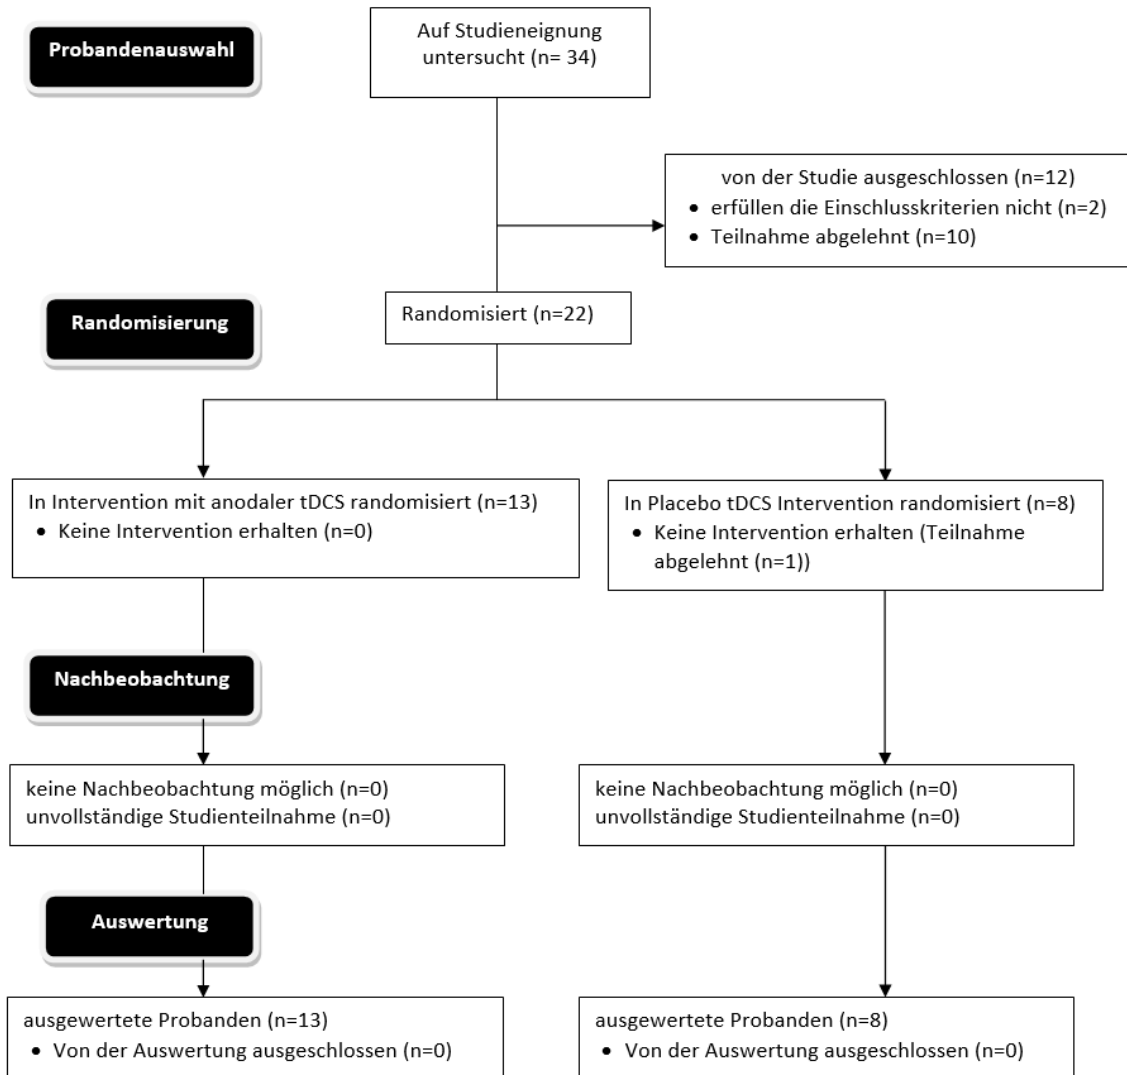 Probandenauswahl
Auf Studieneignung
untersucht (n= 34)
von der Studie ausgeschlossen (n=12)
• erfüllen die Einschlusskriterien nicht (n=2)
• Teilnahme abgelehnt (n=10)
Randomisierung
Randomisiert (n=22)
In Intervention mit anodaler tDCS randomisiert (n=13)
• Keine Intervention erhalten (n=0)
In Placebo tDCS Intervention randomisiert (n=8)
• Keine Intervention erhalten (Teilnahme
abgelehnt (n=1))
Nachbeobachtung
keine Nachbeobachtung möglich (n=0)
unvollständige Studienteilnahme (n=0)
keine Nachbeobachtung möglich (n=0)
unvollständige Studienteilnahme (n=0)
Auswertung
ausgewertete Probanden (n=13)
• Von der Auswertung ausgeschlossen (n=0)
ausgewertete Probanden (n=8)
• Von der Auswertung ausgeschlossen (n=0)